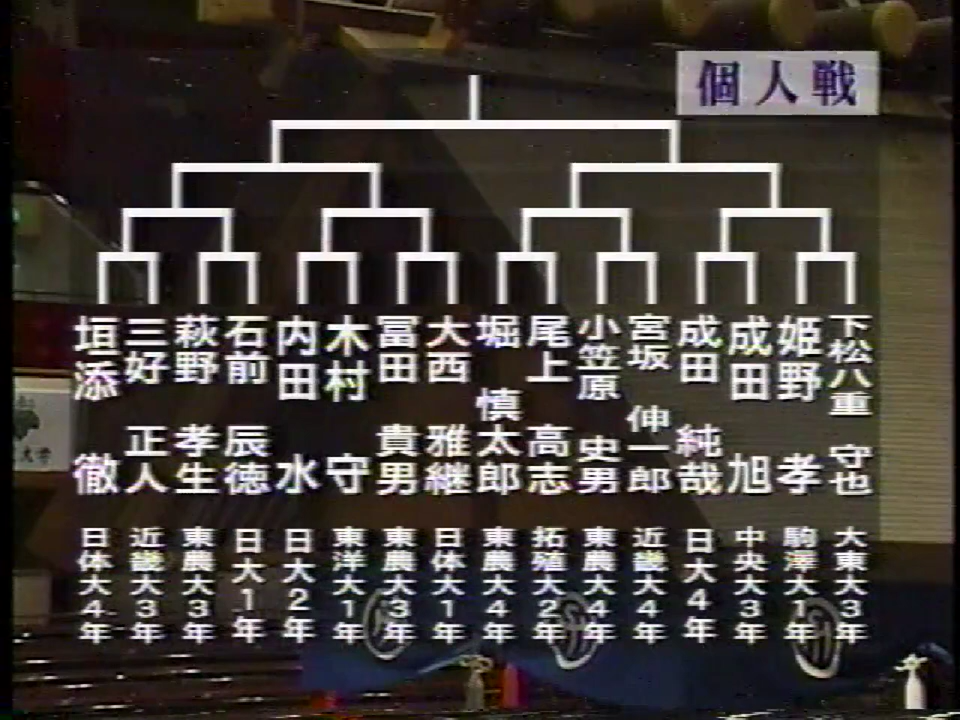 個人戦
垣添 徹 日体大4年
三好 正人 近畿大3年
萩野 孝生 東農大3年
石前 辰徳 日大1年
内田 水 日大2年
木村 守 東洋大1年
冨田 貴男 東農大3年
大西 雅継 日体大1年
堀 慎太郎 東農大4年
尾上 高志 拓殖大2年
小笠原 史男 東農大4年
宮坂 伸一郎 近畿大4年
成田 純哉 日大4年
成田 旭 中央大3年
姫野 孝 駒澤大1年
下松八重 守也 大東大3年
大学